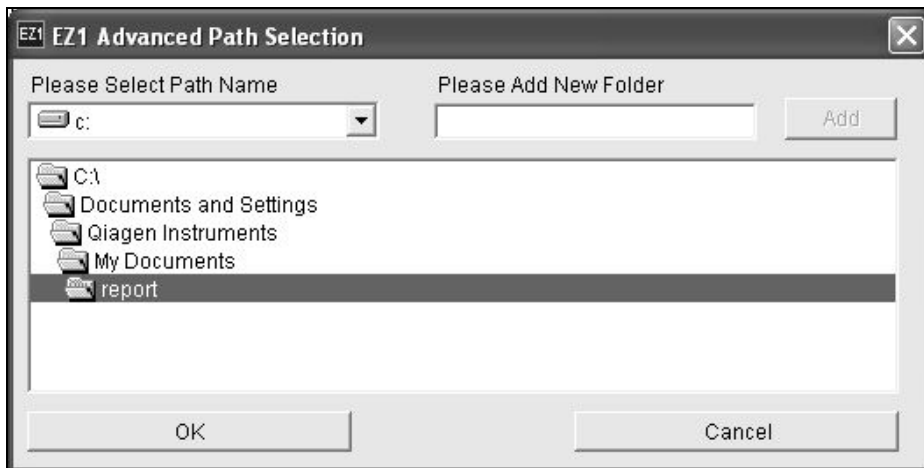 EZ1 EZ1 Advanced Path Selection
Please Select Path Name
Please Add New Folder
c:
Add
C:\
Documents and Settings
Qiagen Instruments
My Documents
report
OK
Cancel